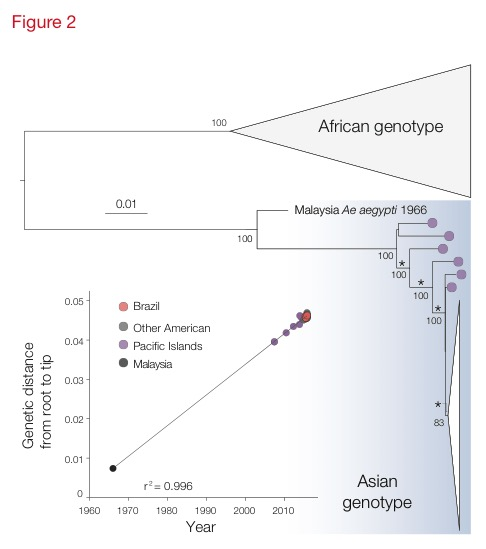 Figure 2
100
African genotype
0.01
Malaysia Ae aegypti 1966
100
100
*
100
*
100
*
100
*
83
0.05
0.04
0.03
0.02
0.01
0
Genetic distance
from root to tip
Brazil
Other American
Pacific Islands
Malaysia
r² = 0.996
1960 1970 1980 1990 2000 2010
Year
Asian
genotype